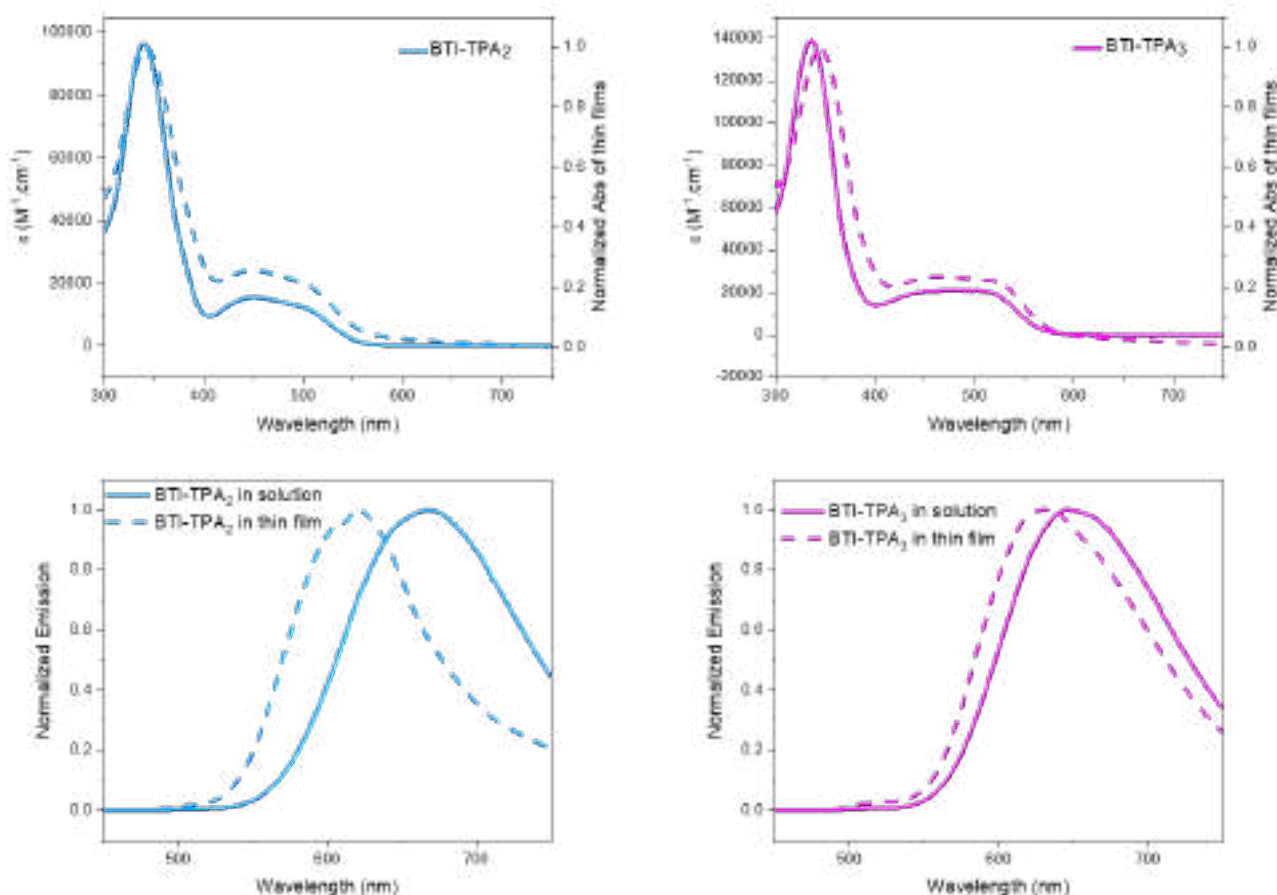 BTI-TPA2
ε (M⁻¹.cm⁻¹)
100000
80000
60000
40000
20000
0
1.0
0.8
0.6
0.4
0.2
0.0
Normalized Abs of thin films
300 400 500 600 700
Wavelength (nm)
BTI-TPA3
ε (M⁻¹.cm⁻¹)
140000
120000
100000
80000
60000
40000
20000
0
-20000
1.0
0.8
0.6
0.4
0.2
0.0
Normalized Abs of thin films
300 400 500 600 700
Wavelength (nm)
BTI-TPA2 in solution
BTI-TPA2 in thin film
Normalized Emission
1.0
0.8
0.6
0.4
0.2
0.0
500 600 700
Wavelength (nm)
BTI-TPA3 in solution
BTI-TPA3 in thin film
Normalized Emission
1.0
0.8
0.6
0.4
0.2
0.0
500 600 700
Wavelength (nm)